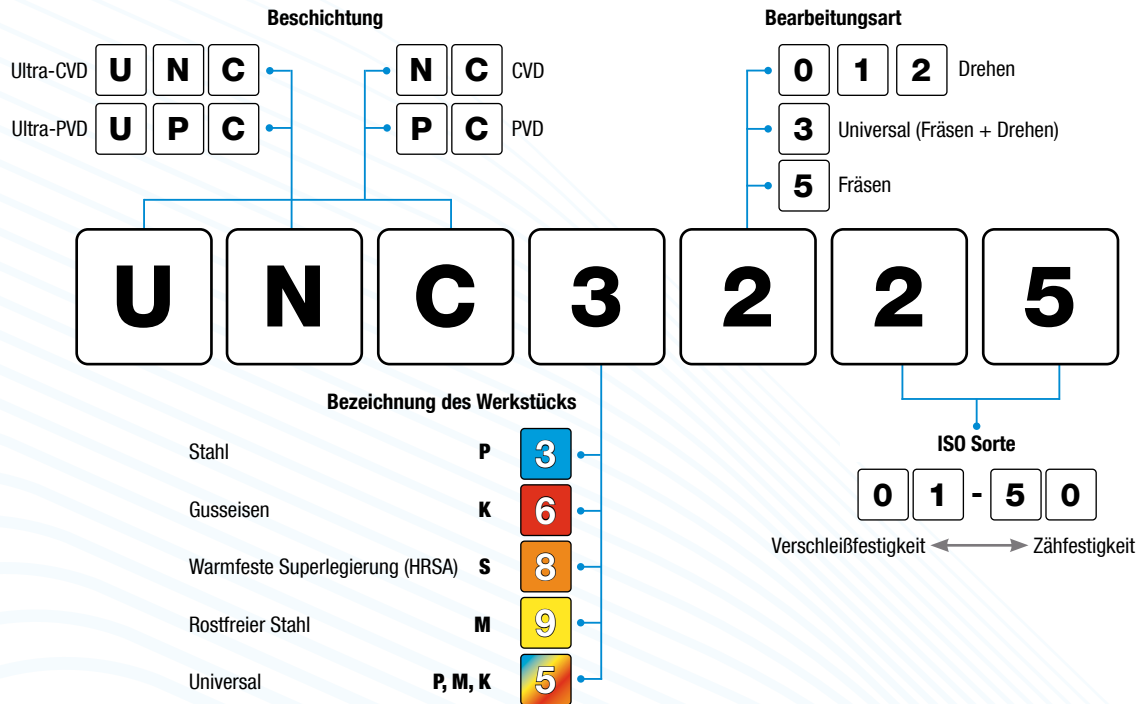 Beschichtung
Ultra-CVD U N C
N C CVD
Ultra-PVD U P C
P C PVD
Bearbeitungsart
0 1 2 Drehen
3 Universal (Fräsen + Drehen)
5 Fräsen
U N C 3 2 2 5
Bezeichnung des Werkstücks
Stahl P 3
Gusseisen K 6
Warmfeste Superlegierung (HRSA) S 8
Rostfreier Stahl M 9
Universal P, M, K 5
ISO Sorte
0 1 - 5 0
Verschleißfestigkeit Zähfestigkeit